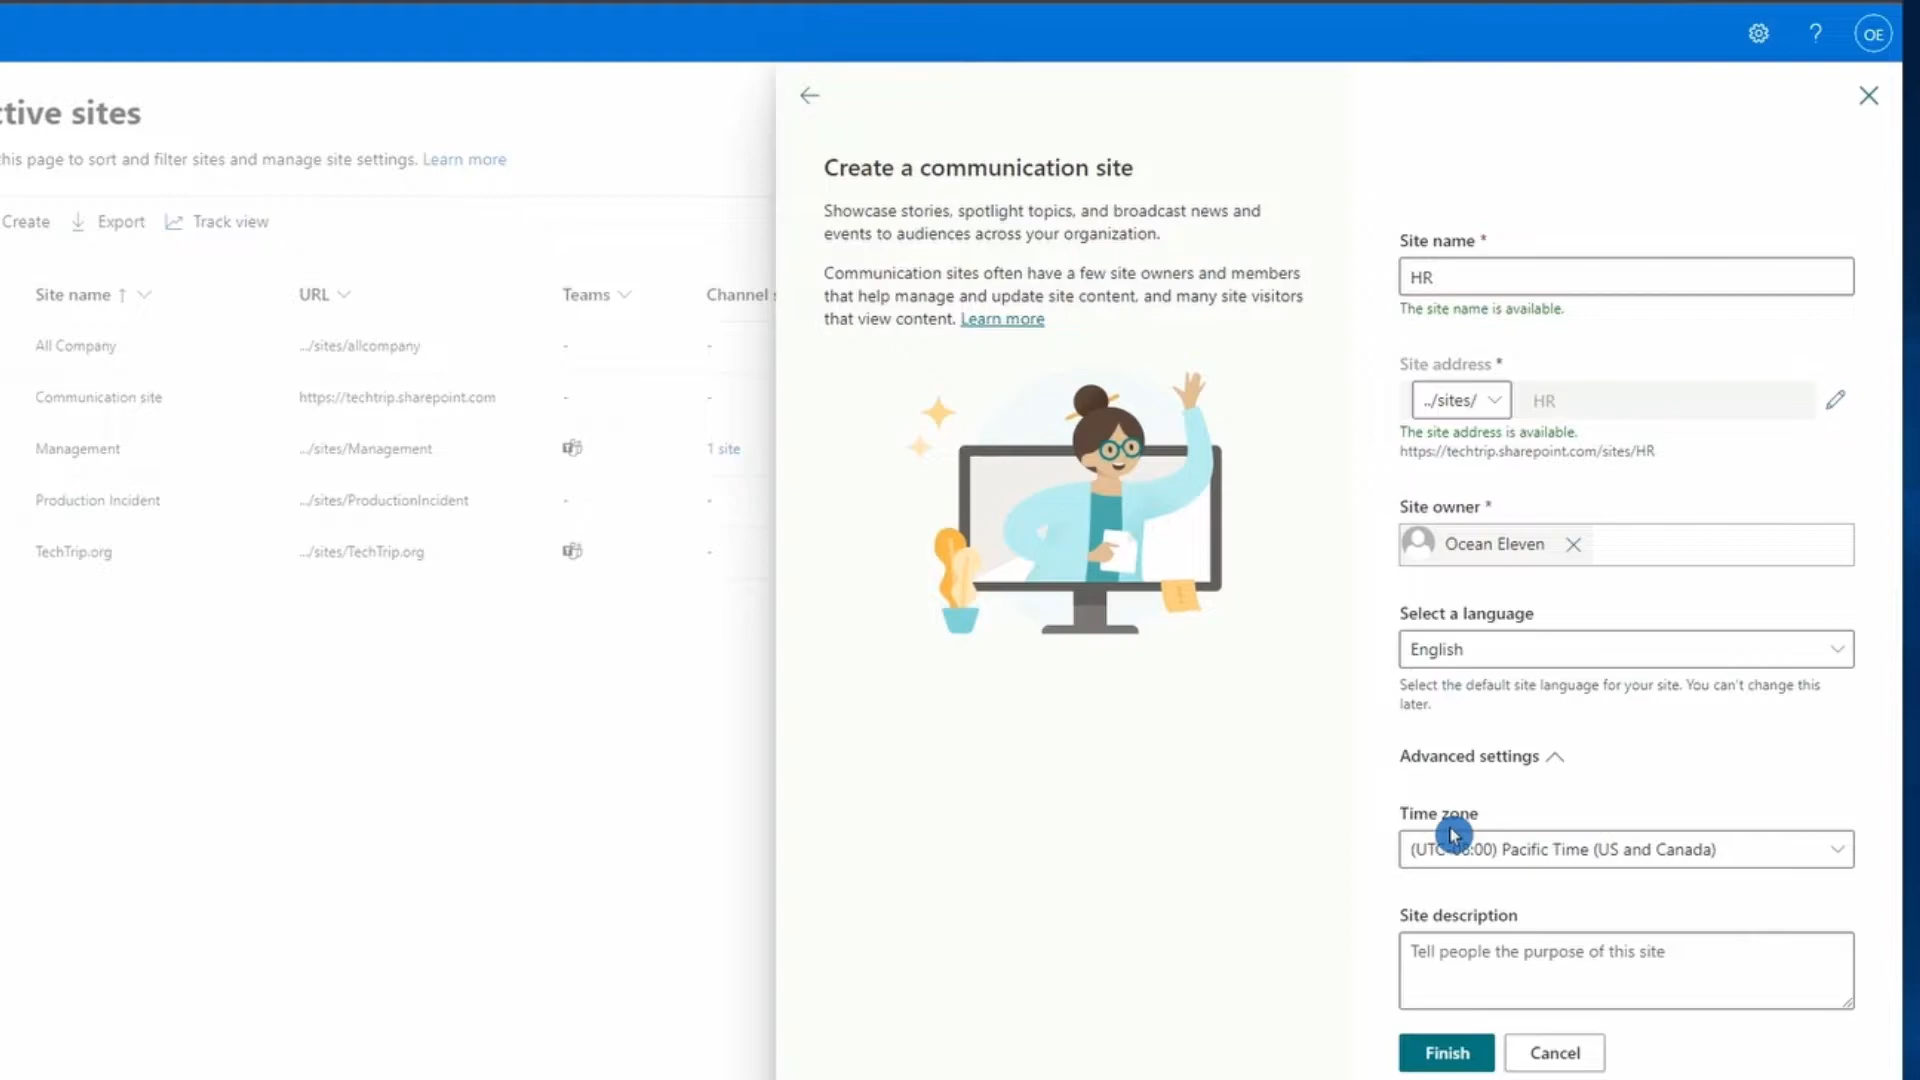 OE
ctive sites
this page to sort and filter sites and manage site settings. Learn more
Create Export Track view
Site name ↑ URL Teams Channel s
All Company .../sites/allcompany - -
Communication site https://techtrip.sharepoint.com - -
Management .../sites/Management 1 site
Production Incident .../sites/ProductionIncident - -
TechTrip.org .../sites/TechTrip.org -
Create a communication site
Showcase stories, spotlight topics, and broadcast news and
events to audiences across your organization.
Communication sites often have a few site owners and members
that help manage and update site content, and many site visitors
that view content. Learn more
Site name *
HR
The site name is available.
Site address *
../sites/ HR
The site address is available.
https://techtrip.sharepoint.com/sites/HR
Site owner *
Ocean Eleven
Select a language
English
Select the default site language for your site. You can't change this
later.
Advanced settings
Time zone
(UTC-08:00) Pacific Time (US and Canada)
Site description
Tell people the purpose of this site
Finish Cancel